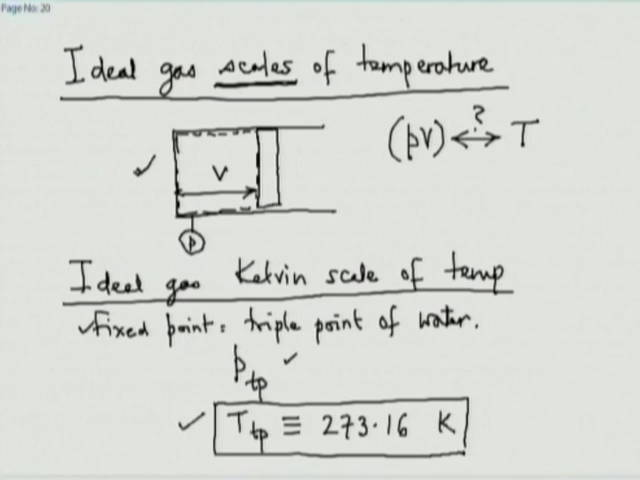 Page No: 20
Ideal gas scales of temperature
(pV) ↔ T
?
V
p
Ideal gas Kelvin scale of temp
✓Fixed point: triple point of water.
p_tp ✓
✓ T_tp ≡ 273.16 K